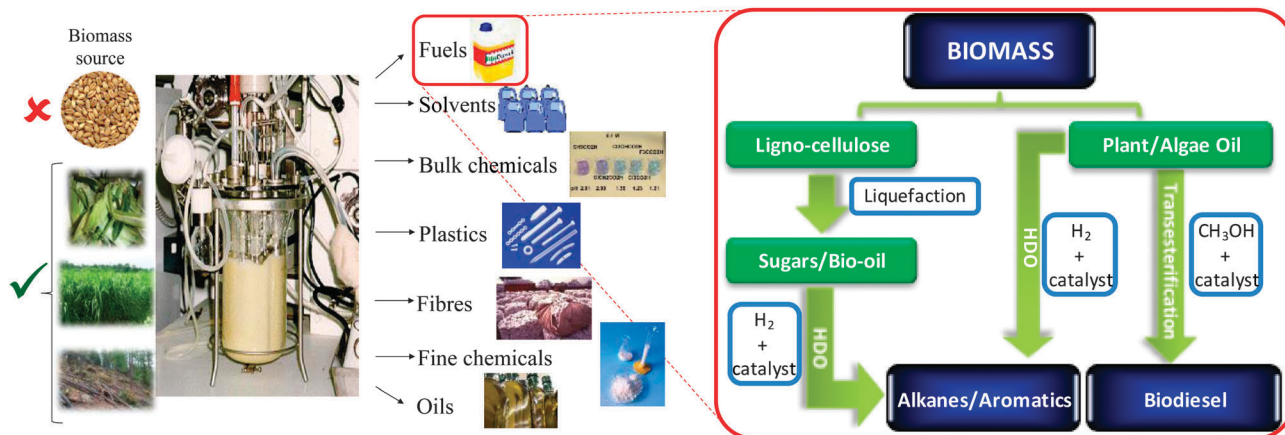 Biomass
source
Fuels
Solvents
Bulk chemicals
Plastics
Fibres
Fine chemicals
Oils
BIOMASS
Ligno-cellulose
Plant/Algae Oil
Liquefaction
HDO
H₂
+
catalyst
Transesterification
CH₃OH
+
catalyst
Sugars/Bio-oil
H₂
+
catalyst
HDO
Alkanes/Aromatics
Biodiesel